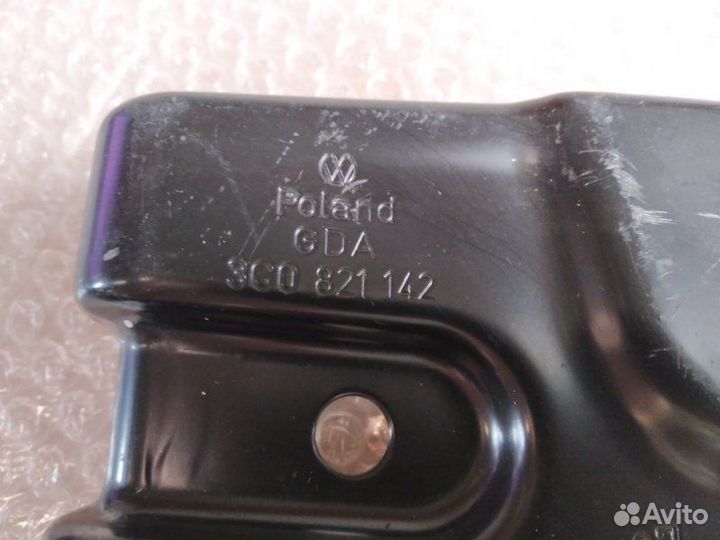 Poland
GDA
3C0 821 142
Avito